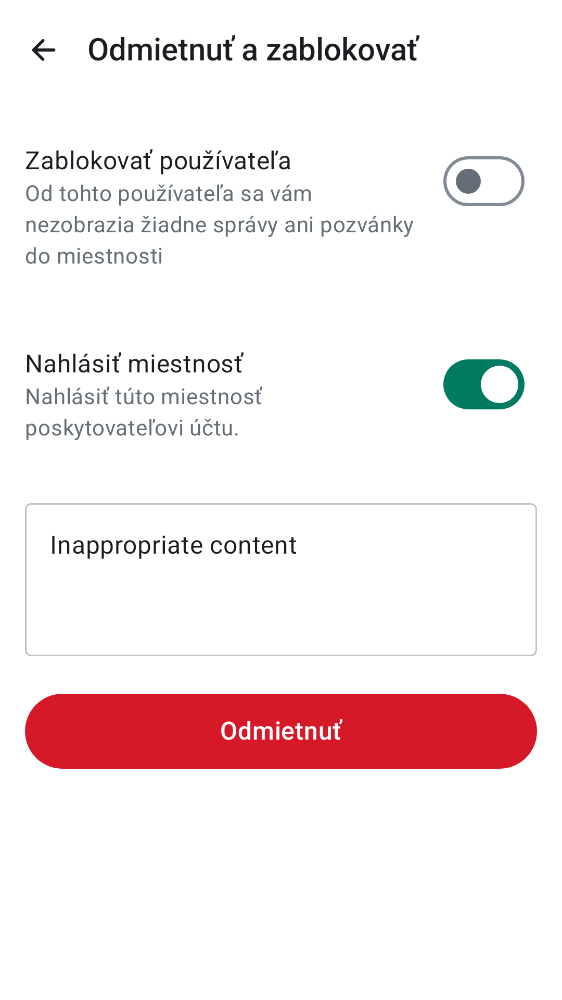 Odmietnuť a zablokovať
Zablokovať používateľa
Od tohto používateľa sa vám
nezobrazia žiadne správy ani pozvánky
do miestnosti
Nahlásiť miestnosť
Nahlásiť túto miestnosť
poskytovateľovi účtu.
Inappropriate content
Odmietnuť